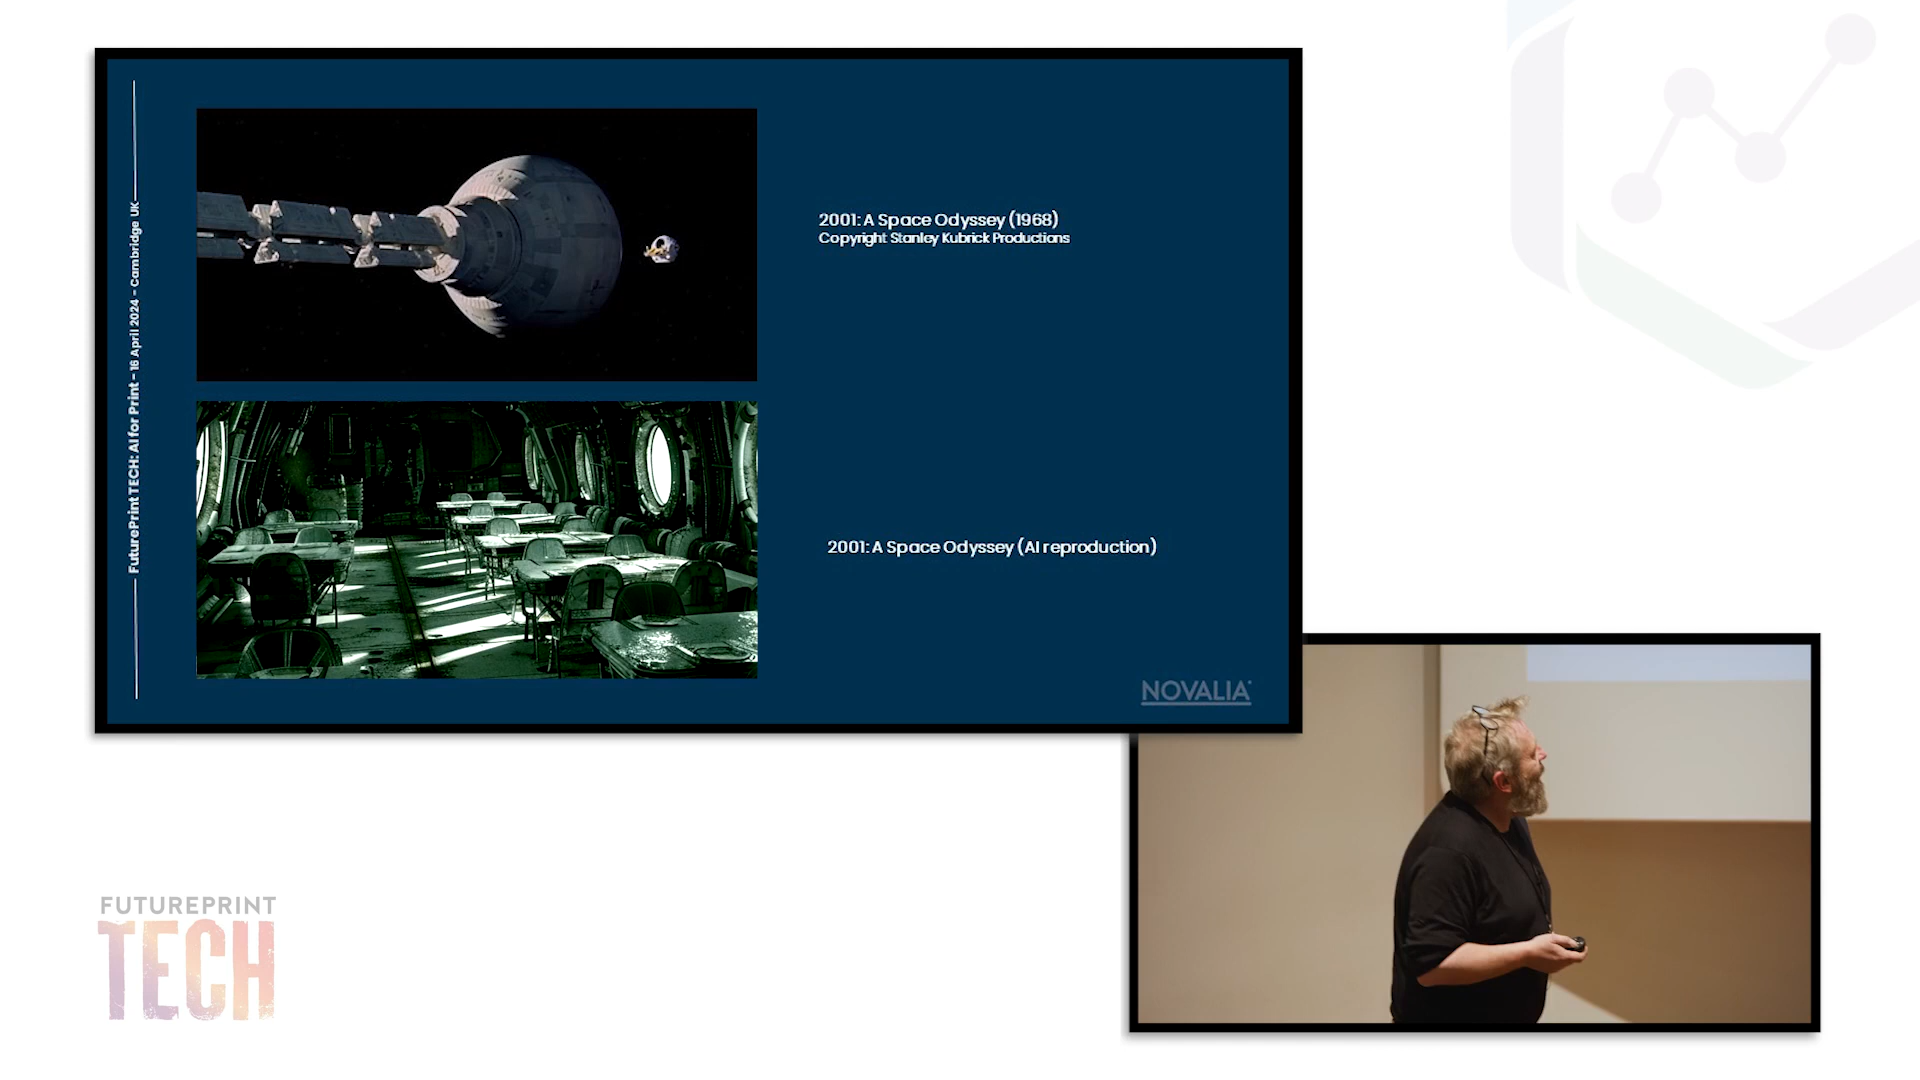 FuturePrint TECH: AI for Print - 16 April 2024 - Cambridge UK
2001: A Space Odyssey (1968)
Copyright Stanley Kubrick Productions
2001: A Space Odyssey (AI reproduction)
NOVALIA
FUTUREPRINT
TECH